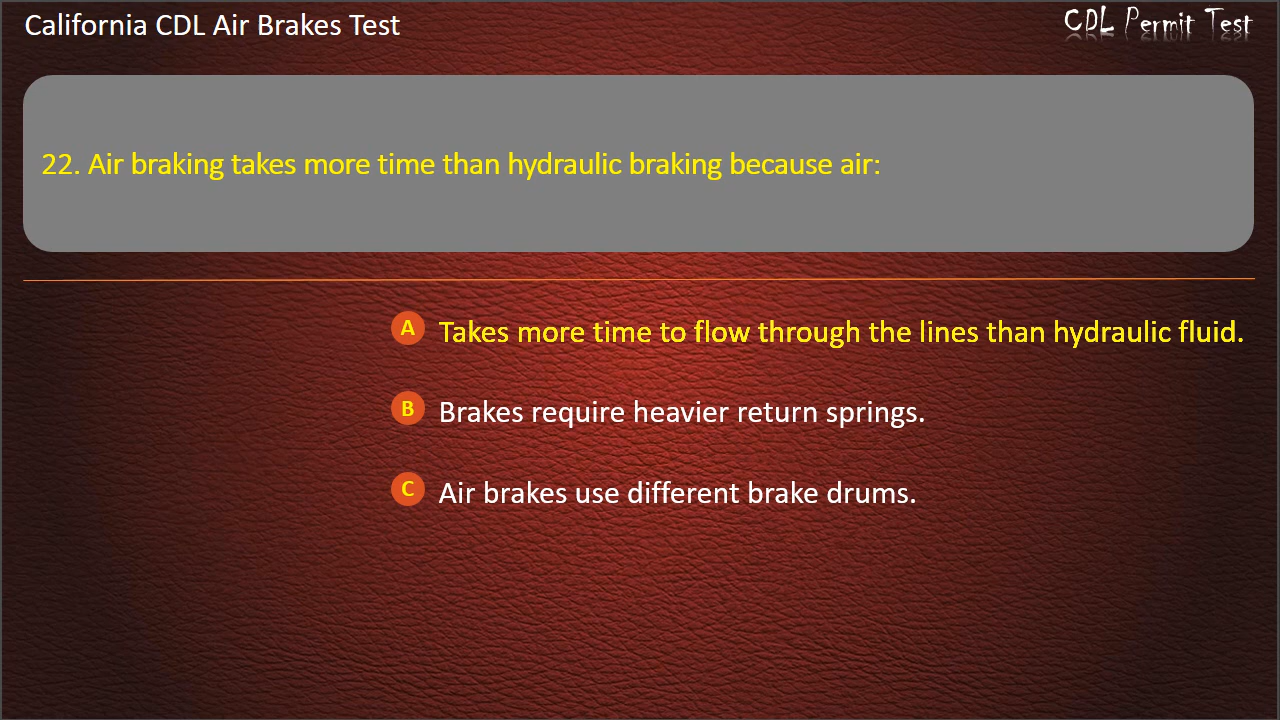 California CDL Air Brakes Test
CDL Permit Test
22. Air braking takes more time than hydraulic braking because air:
A Takes more time to flow through the lines than hydraulic fluid.
B Brakes require heavier return springs.
C Air brakes use different brake drums.